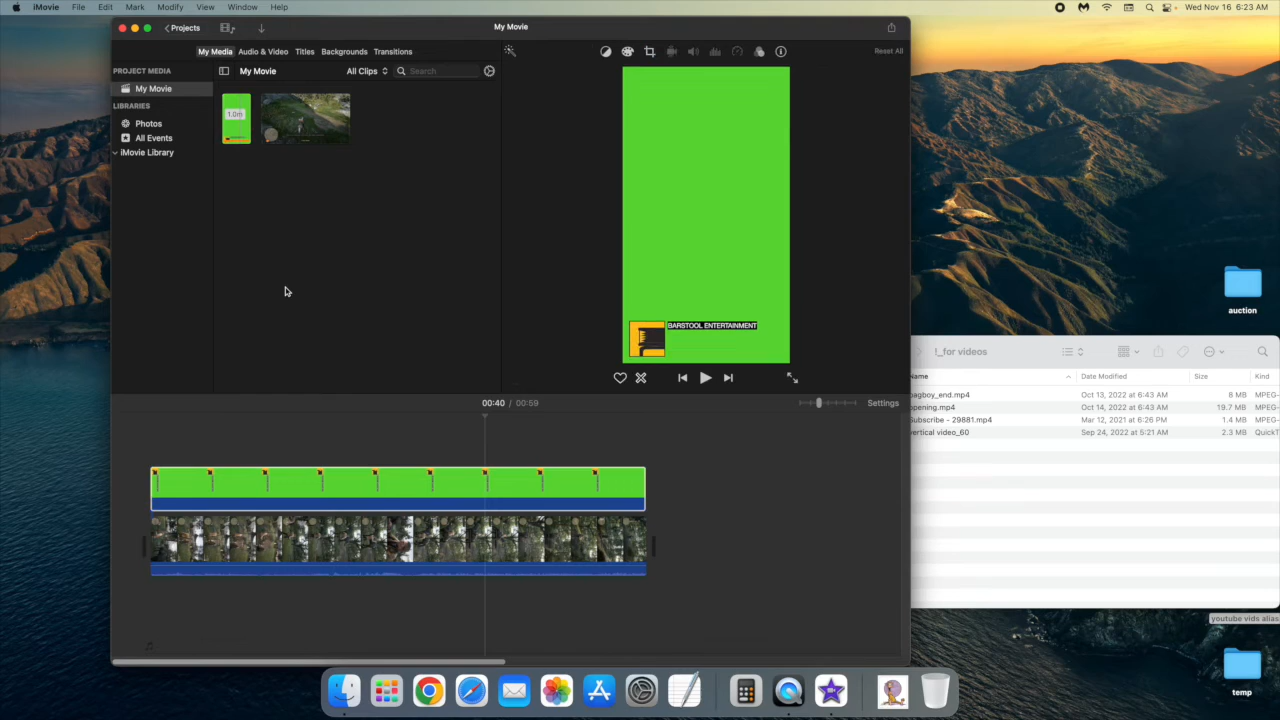 iMovie File Edit Mark Modify View Window Help Wed Nov 16 6:23 AM
Projects My Movie
My Media Audio & Video Titles Backgrounds Transitions Reset All
PROJECT MEDIA My Movie All Clips Search
My Movie
LIBRARIES
Photos
All Events
iMovie Library
1.0m
BARSTOOL ENTERTAINMENT
auction
!_for videos
Name Date Modified Size Kind
bagboy_end.mp4 Oct 13, 2022 at 6:43 AM 8 MB MPEG-
opening.mp4 Oct 14, 2022 at 6:43 AM 19.7 MB MPEG-
Subscribe - 29881.mp4 Mar 12, 2021 at 6:26 PM 1.4 MB MPEG-
vertical video_60 Sep 24, 2022 at 5:21 AM 2.3 MB QuickT
00:40 / 00:59 Settings
youtube vids alias
temp